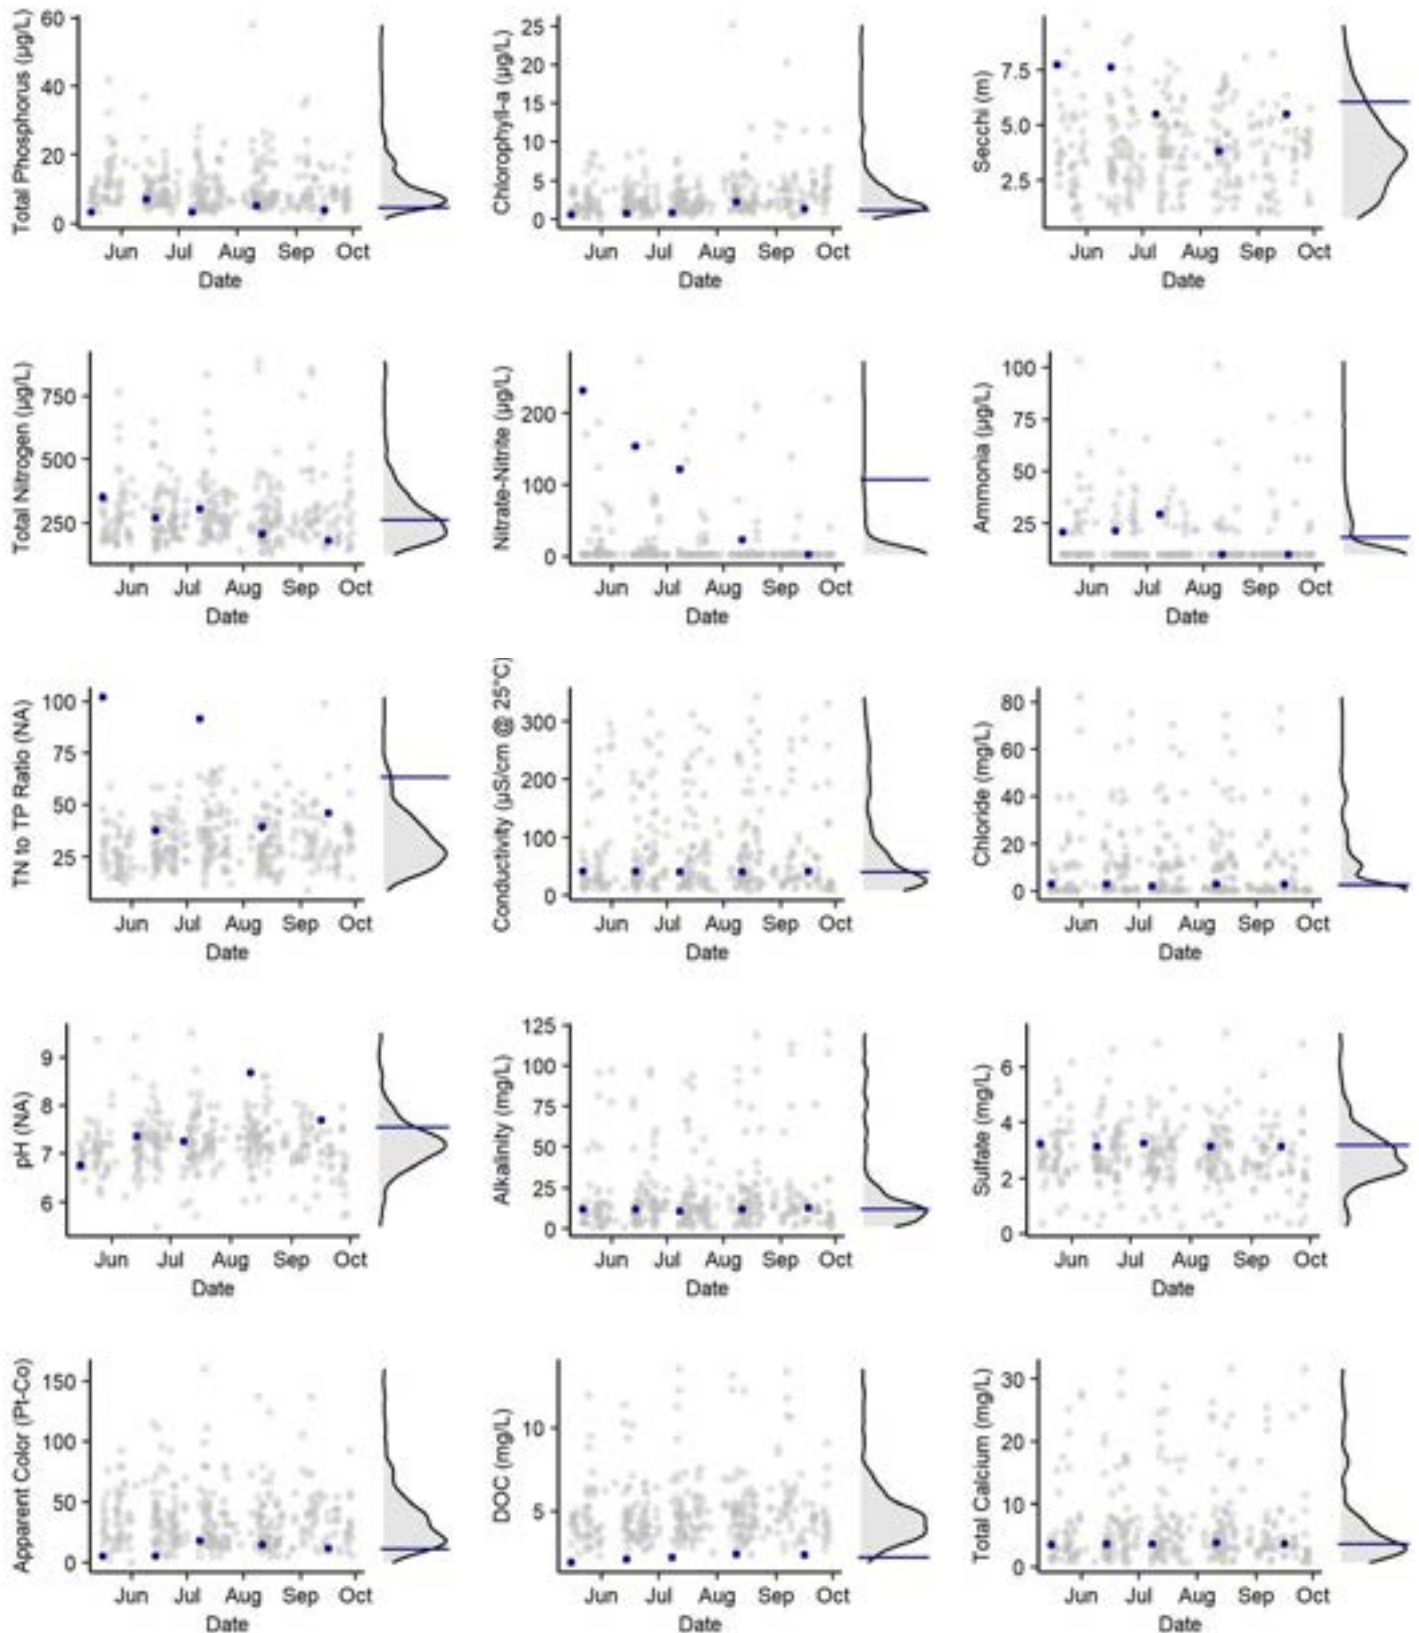 Total Phosphorus (µg/L)
60
40
20
0
Jun Jul Aug Sep Oct
Date
Chlorophyll-a (µg/L)
25
20
15
10
5
0
Jun Jul Aug Sep Oct
Date
Secchi (m)
7.5
5.0
2.5
Jun Jul Aug Sep Oct
Date
Total Nitrogen (µg/L)
750
500
250
Jun Jul Aug Sep Oct
Date
Nitrate-Nitrite (µg/L)
200
100
0
Jun Jul Aug Sep Oct
Date
Ammonia (µg/L)
100
75
50
25
Jun Jul Aug Sep Oct
Date
TN to TP Ratio (NA)
100
75
50
25
Jun Jul Aug Sep Oct
Date
Conductivity (µS/cm @ 25°C)
300
200
100
0
Jun Jul Aug Sep Oct
Date
Chloride (mg/L)
80
60
40
20
0
Jun Jul Aug Sep Oct
Date
pH (NA)
9
8
7
6
Jun Jul Aug Sep Oct
Date
Alkalinity (mg/L)
125
100
75
50
25
0
Jun Jul Aug Sep Oct
Date
Sulfate (mg/L)
6
4
2
0
Jun Jul Aug Sep Oct
Date
Apparent Color (Pt-Co)
150
100
50
0
Jun Jul Aug Sep Oct
Date
DOC (mg/L)
10
5
Jun Jul Aug Sep Oct
Date
Total Calcium (mg/L)
30
20
10
0
Jun Jul Aug Sep Oct
Date